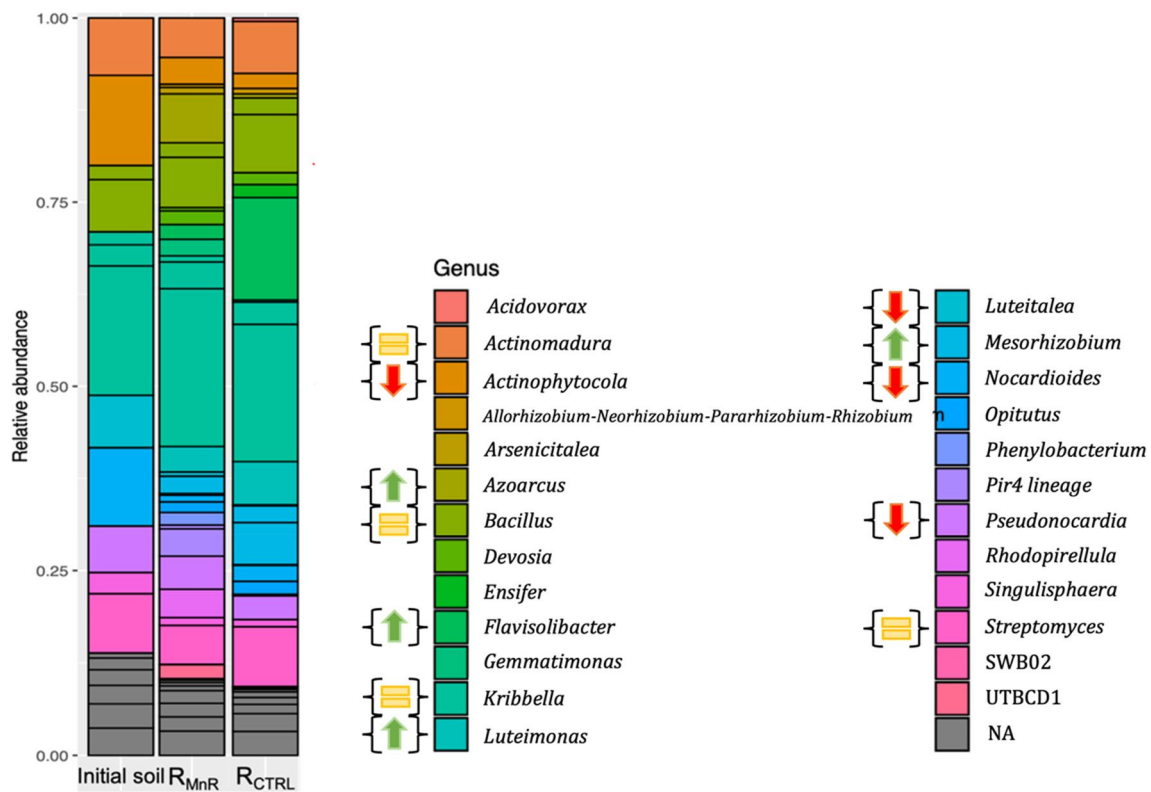 1.00
0.75
0.50
0.25
0.00
Relative abundance
Initial soil
R_MnR
R_CTRL
Genus
Acidovorax
Actinomadura
Actinophytocola
Allorhizobium-Neorhizobium-Pararhizobium-Rhizobium m
Arsenicitalea
Azoarcus
Bacillus
Devosia
Ensifer
Flavisolibacter
Gemmatimonas
Kribbella
Luteimonas
Luteitalea
Mesorhizobium
Nocardioides
Opitutus
Phenylobacterium
Pir4 lineage
Pseudonocardia
Rhodopirellula
Singulisphaera
Streptomyces
SWB02
UTBCD1
NA